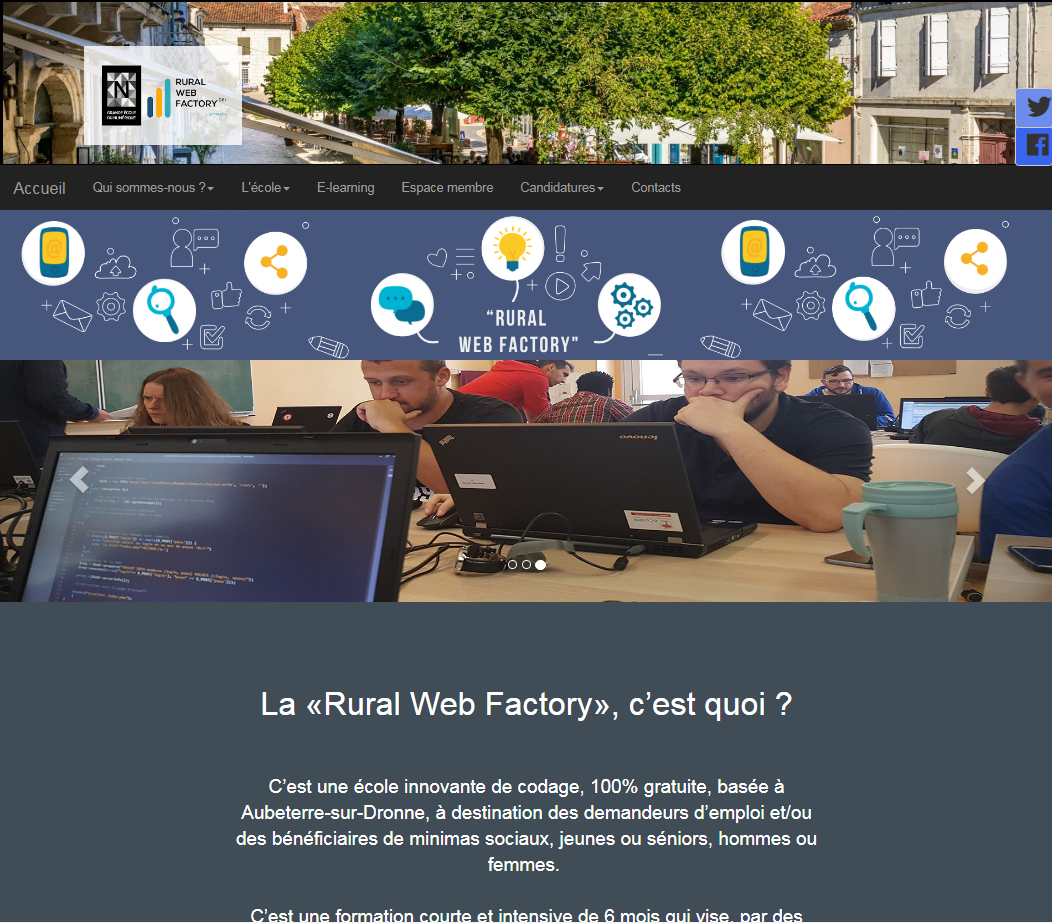 GRANDE ÉCOLE
DU NUMÉRIQUE
RURAL
WEB
FACTORY
Accueil
Qui sommes-nous ?
L'école
E-learning
Espace membre
Candidatures
Contacts
“RURAL
WEB FACTORY"
lenovo
La «Rural Web Factory», c’est quoi ?
C’est une école innovante de codage, 100% gratuite, basée à
Aubeterre-sur-Dronne, à destination des demandeurs d’emploi et/ou
des bénéficiaires de minimas sociaux, jeunes ou séniors, hommes ou
femmes.
C’est une formation courte et intensive de 6 mois qui vise, par des